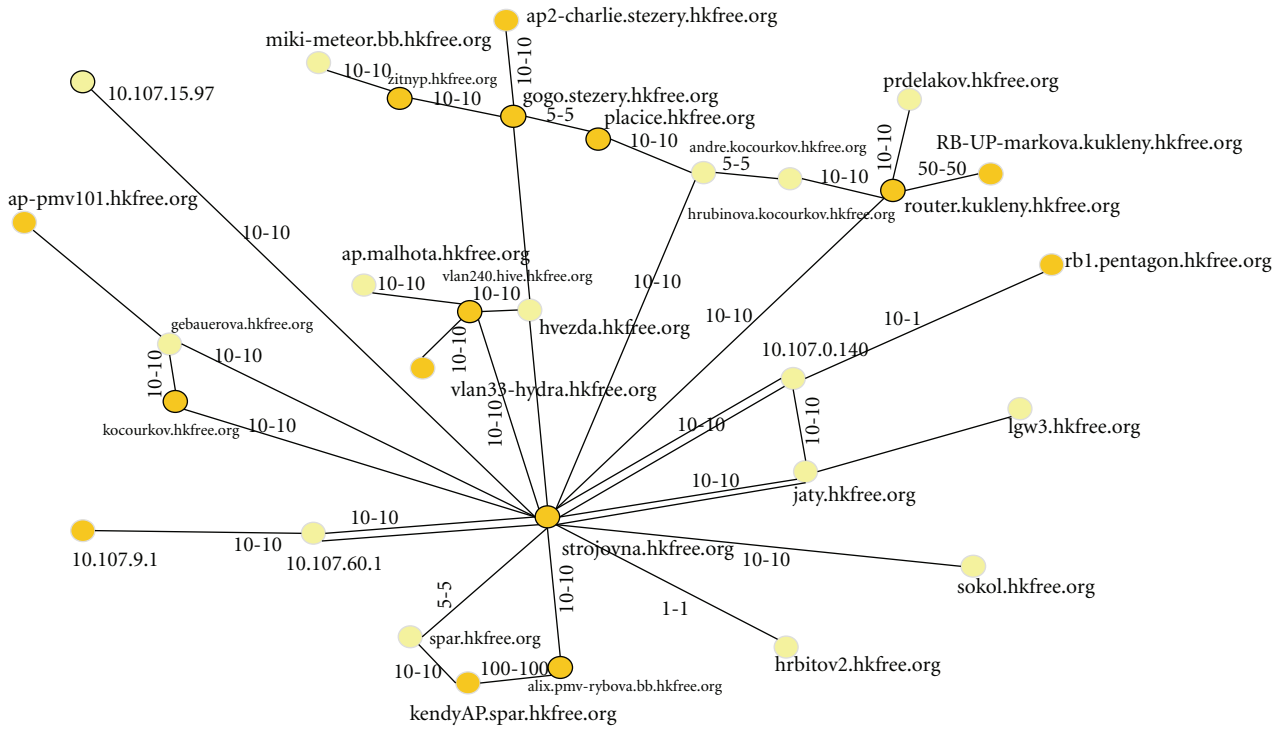 ap2-charlie.stezery.hkfree.org
miki-meteor.bb.hkfree.org
10-10
10-10
zitnyp.hkfree.org
10-10
10.107.15.97
gogo.stezery.hkfree.org
5-5
placice.hkfree.org
10-10
prdelakov.hkfree.org
10-10
andre.kocourkov.hkfree.org
5-5
10-10
RB-UP-markova.kukleny.hkfree.org
50-50
hrubinova.kocourkov.hkfree.org
router.kukleny.hkfree.org
ap-pmv101.hkfree.org
10-10
ap.malhota.hkfree.org
vlan240.hive.hkfree.org
10-10
10-10
10-10
rb1.pentagon.hkfree.org
hvezda.hkfree.org
10-10
10-1
gebauerova.hkfree.org
10-10
10-10
10-10
10.107.0.140
vlan33-hydra.hkfree.org
10-10
kocourkov.hkfree.org
10-10
10-10
10-10
10-10
lgw3.hkfree.org
10-10
jaty.hkfree.org
10-10
10-10
10.107.9.1
10.107.60.1
strojovna.hkfree.org
10-10
sokol.hkfree.org
5-5
10-10
1-1
spar.hkfree.org
10-10
100-100
alix.pmv-rybova.bb.hkfree.org
hrbitov2.hkfree.org
kendyAP.spar.hkfree.org